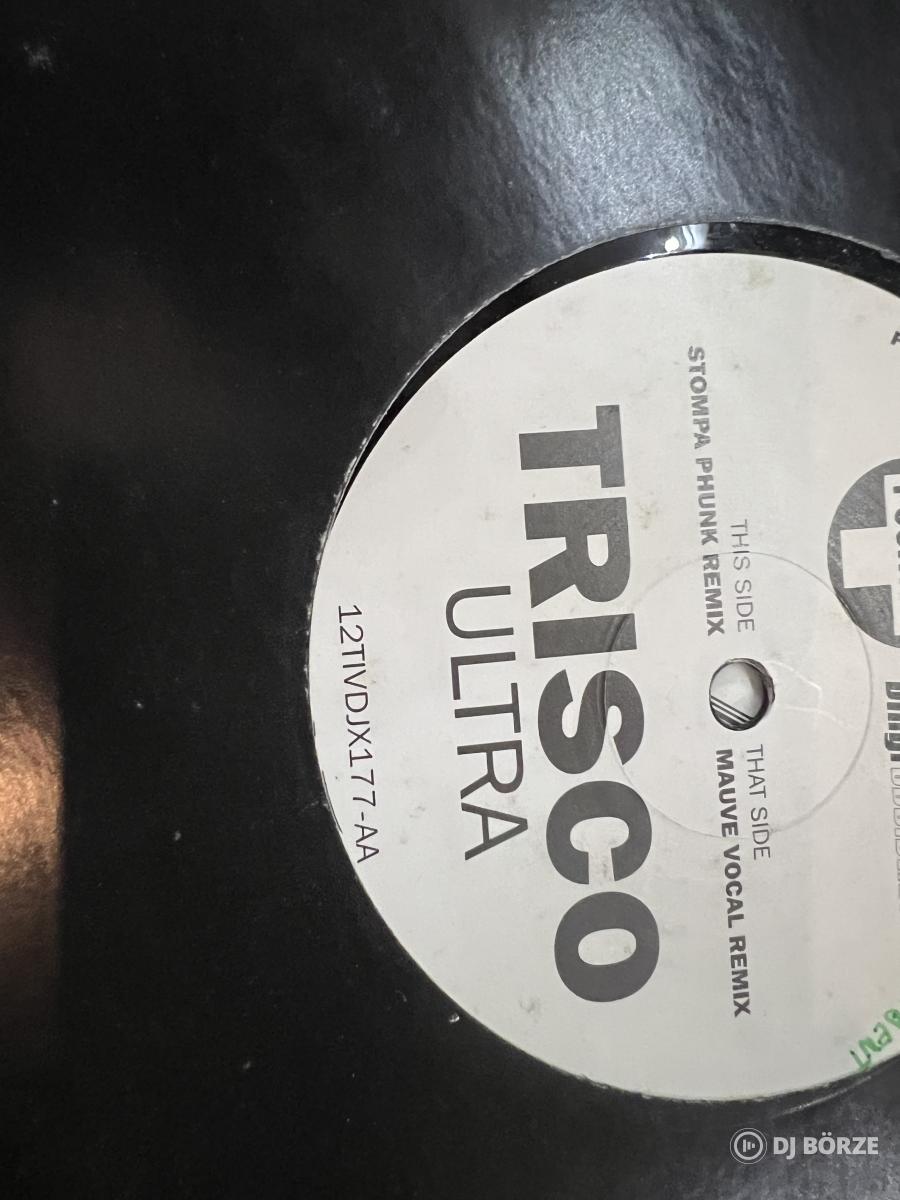 12TIVDJX177-AA
ULTRA
TRISCO
STOMPA PHUNK REMIX
THIS SIDE
MAUVE VOCAL REMIX
THAT SIDE
DJ BÖRZE